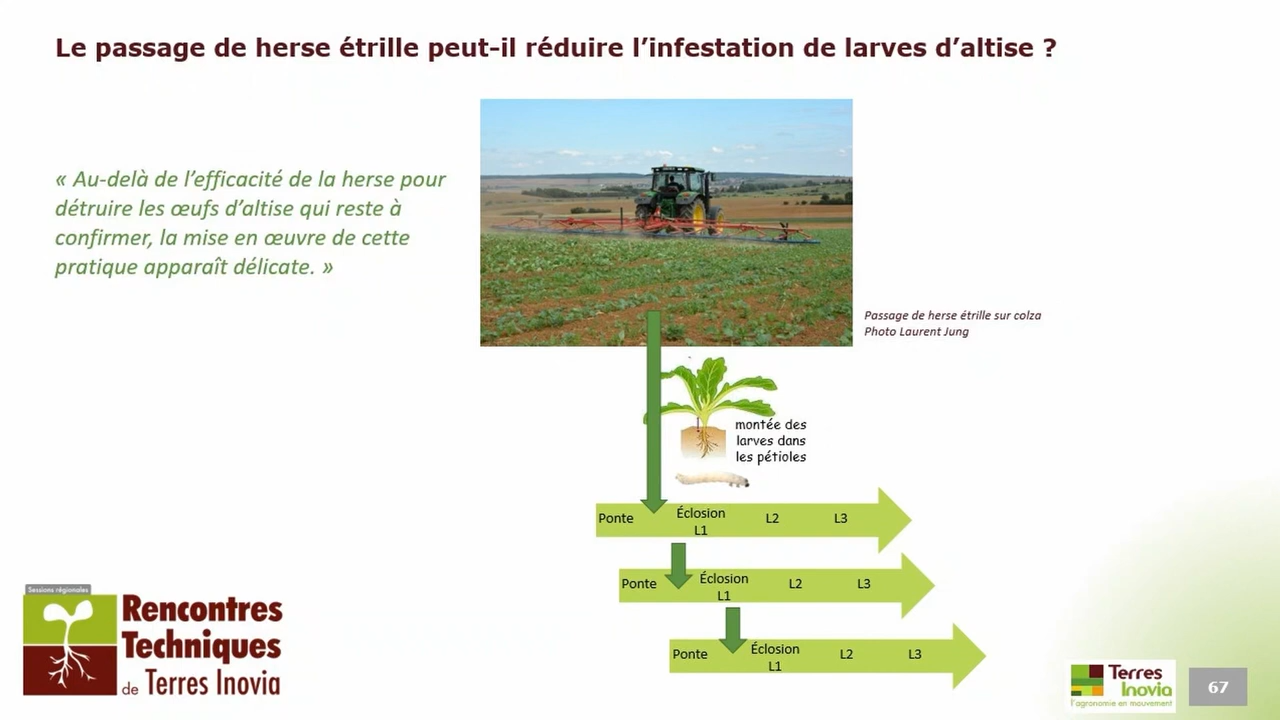 Le passage de herse étrille peut-il réduire l’infestation de larves d’altise ?
« Au-delà de l’efficacité de la herse pour
détruire les œufs d’altise qui reste à
confirmer, la mise en œuvre de cette
pratique apparaît délicate. »
Passage de herse étrille sur colza
Photo Laurent Jung
montée des
larves dans
les pétioles
Ponte Éclosion L2 L3
L1
Ponte Éclosion L2 L3
L1
Ponte Éclosion L2 L3
L1
Sessions régionales
Rencontres
Techniques
de Terres Inovia
Terres
Inovia
l’agronomie en mouvement
67